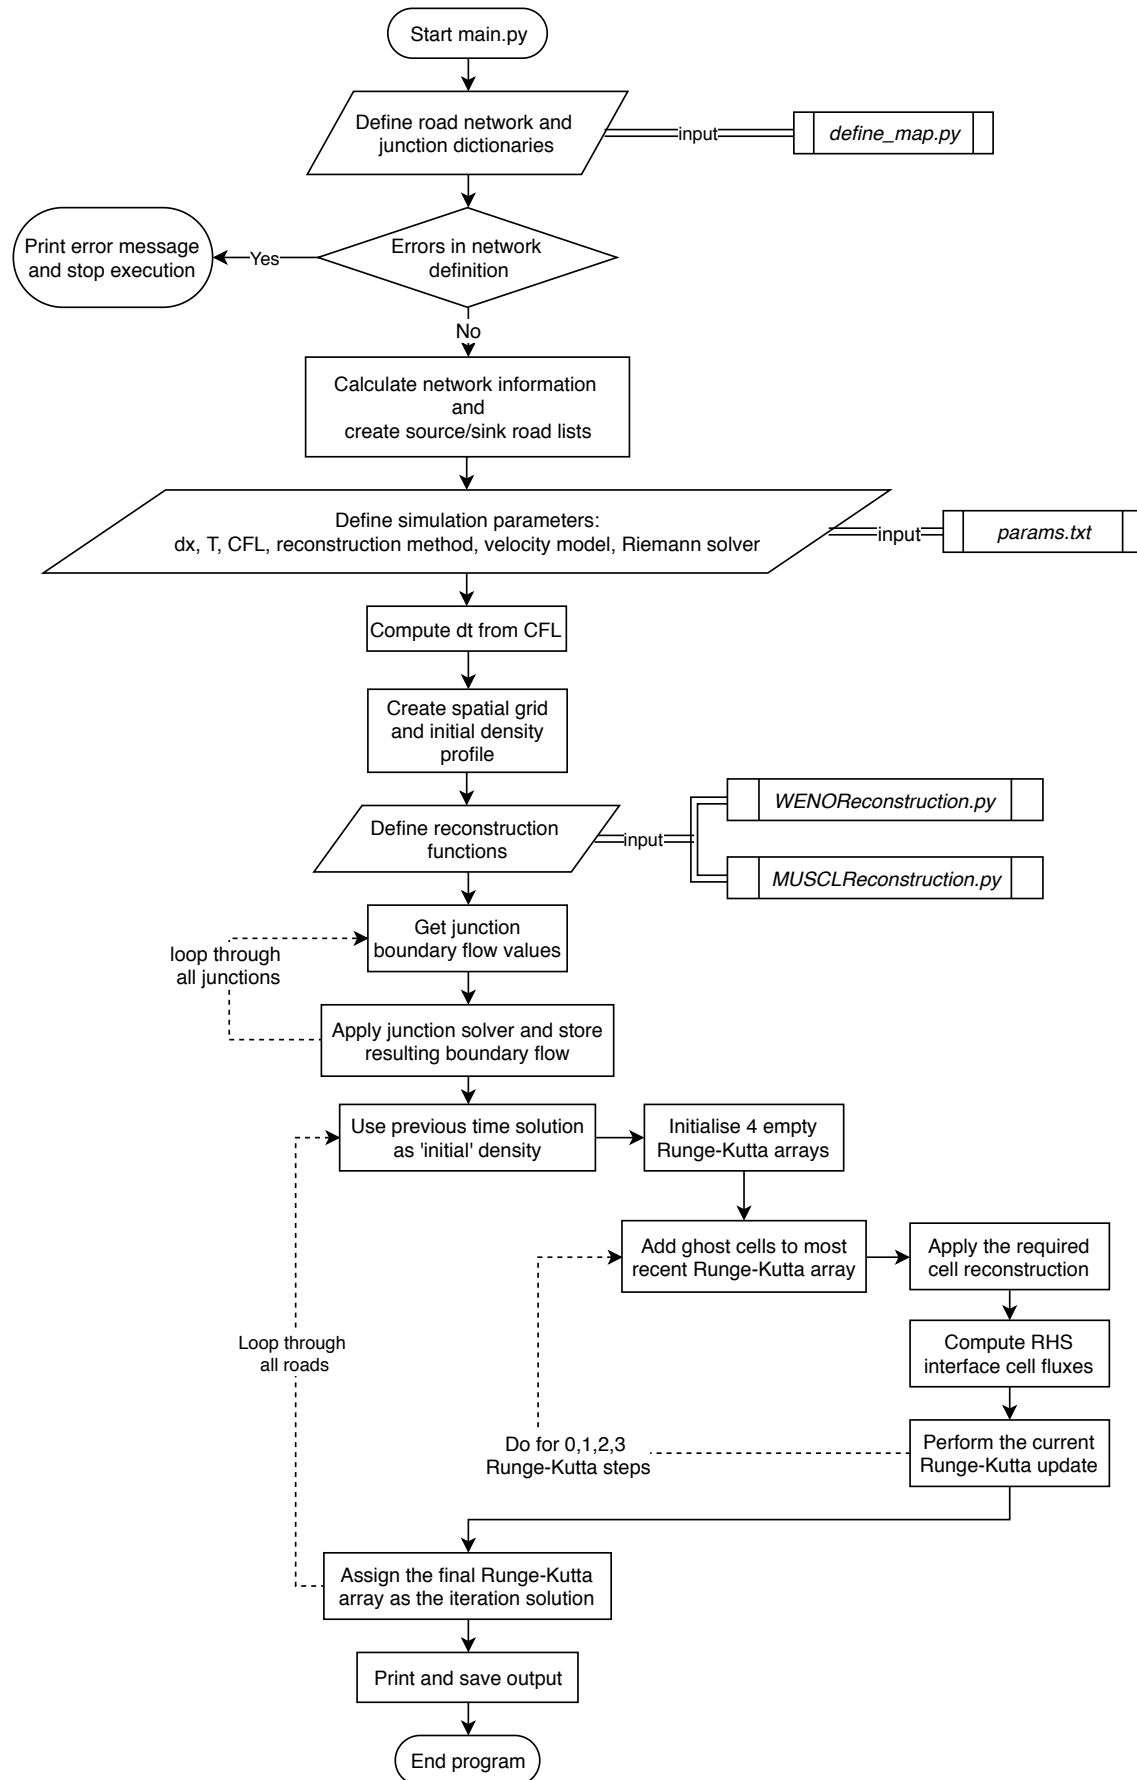 Start main.py
Define road network and
junction dictionaries
input
define_map.py
Errors in network
definition
Yes
Print error message
and stop execution
No
Calculate network information
and
create source/sink road lists
Define simulation parameters:
dx, T, CFL, reconstruction method, velocity model, Riemann solver
input
params.txt
Compute dt from CFL
Create spatial grid
and initial density
profile
Define reconstruction
functions
input
WENOReconstruction.py
MUSCLReconstruction.py
Get junction
boundary flow values
loop through
all junctions
Apply junction solver and store
resulting boundary flow
Use previous time solution
as 'initial' density
Initialise 4 empty
Runge-Kutta arrays
Add ghost cells to most
recent Runge-Kutta array
Apply the required
cell reconstruction
Compute RHS
interface cell fluxes
Loop through
all roads
Do for 0,1,2,3
Runge-Kutta steps
Perform the current
Runge-Kutta update
Assign the final Runge-Kutta
array as the iteration solution
Print and save output
End program